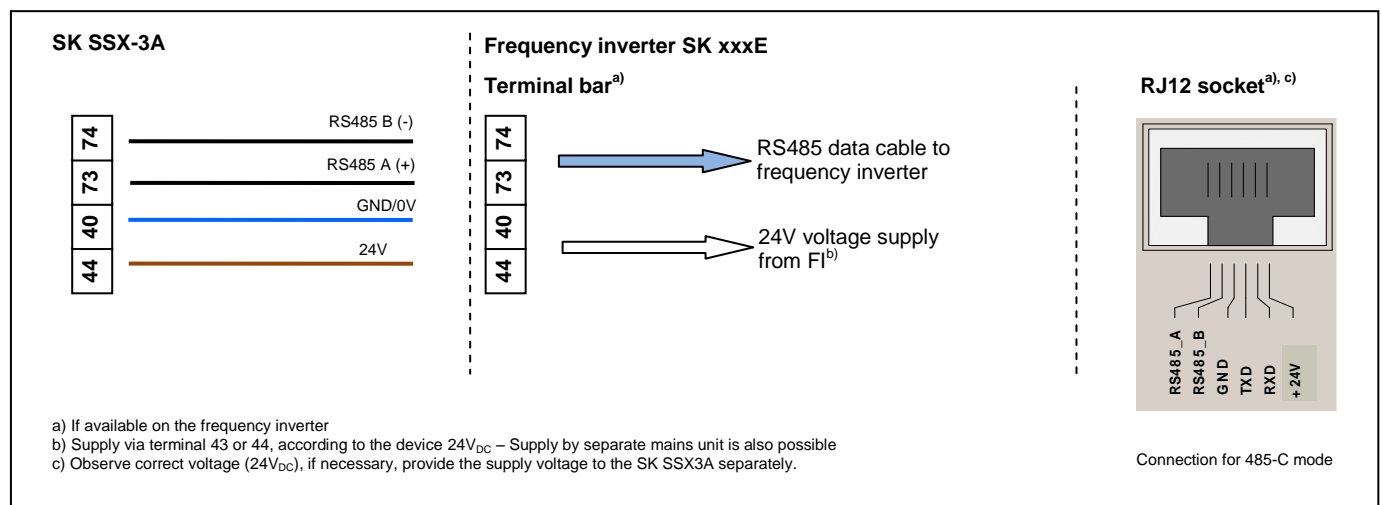 SK SSX-3A
74
73
40
44
RS485 B (-)
RS485 A (+)
GND/0V
24V
Frequency inverter SK xxxE
Terminal bar a)
74
73
40
44
RS485 data cable to
frequency inverter
24V voltage supply
from FI b)
RJ12 socket a), c)
RS485_A
RS485_B
GND
TXD
RXD
+24V
Connection for 485-C mode
a) If available on the frequency inverter
b) Supply via terminal 43 or 44, according to the device 24VDC – Supply by separate mains unit is also possible
c) Observe correct voltage (24VDC), if necessary, provide the supply voltage to the SK SSX3A separately.